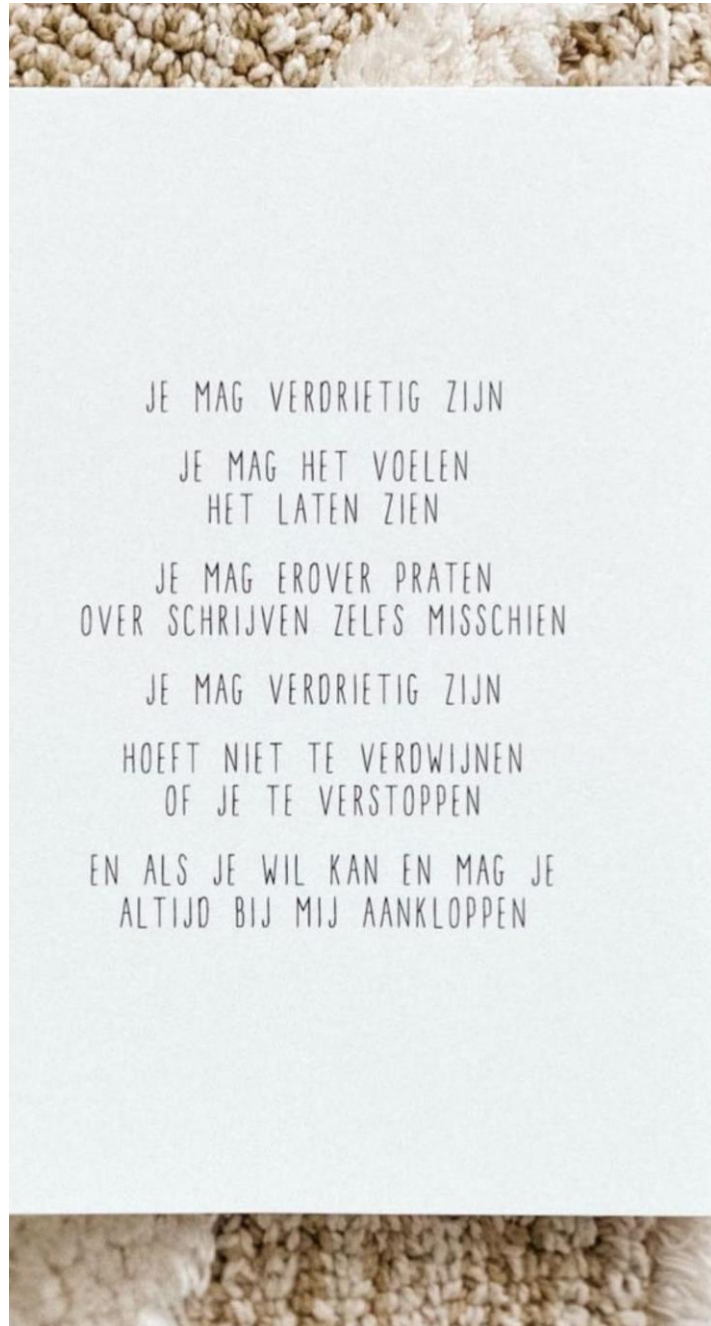 JE MAG VERDRIETIG ZIJN
JE MAG HET VOELEN
HET LATEN ZIEN
JE MAG EROVER PRATEN
OVER SCHRIJVEN ZELFS MISSCHIEN
JE MAG VERDRIETIG ZIJN
HOEFT NIET TE VERDWIJNEN
OF JE TE VERSTOPPEN
EN ALS JE WIL KAN EN MAG JE
ALTIJD BIJ MIJ AANKLOPPEN